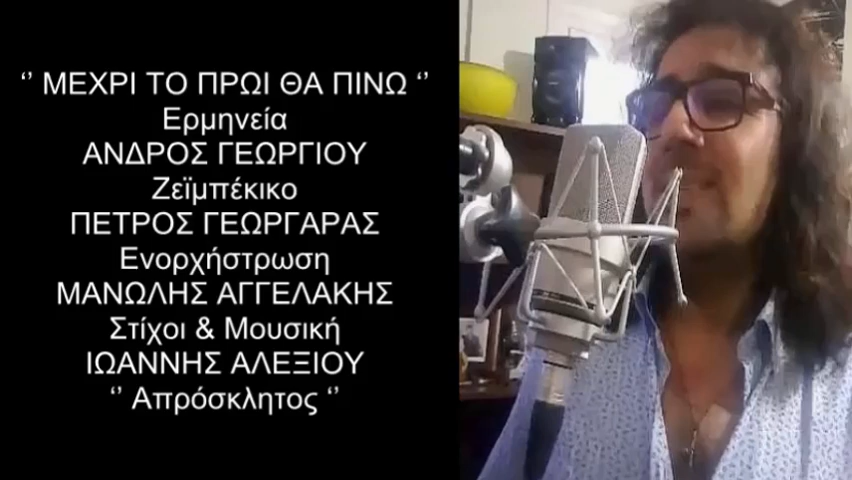 ‘’ ΜΕΧΡΙ ΤΟ ΠΡΩΙ ΘΑ ΠΙΝΩ ‘’
Ερμηνεία
ΑΝΔΡΟΣ ΓΕΩΡΓΙΟΥ
Ζεϊμπέκικο
ΠΕΤΡΟΣ ΓΕΩΡΓΑΡΑΣ
Ενορχήστρωση
ΜΑΝΩΛΗΣ ΑΓΓΕΛΑΚΗΣ
Στίχοι & Μουσική
ΙΩΑΝΝΗΣ ΑΛΕΞΙΟΥ
‘’ Απρόσκλητος ‘’